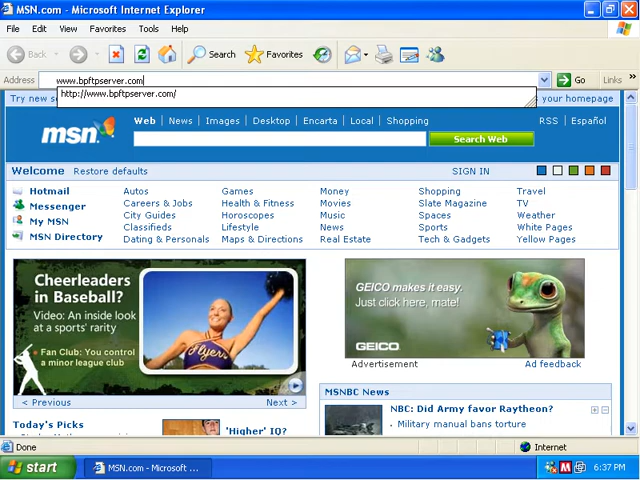 MSN.com - Microsoft Internet Explorer
File Edit View Favorites Tools Help
Back Search Favorites
Address www.bpftpserver.com Go Links
http://www.bpftpserver.com/
Try new s your homepage
msn Web News Images Desktop Encarta Local Shopping RSS Español
Search Web
Welcome Restore defaults SIGN IN
Hotmail Autos Games Money Shopping Travel
Messenger Careers & Jobs Health & Fitness Movies Slate Magazine TV
My MSN City Guides Horoscopes Music Spaces Weather
MSN Directory Classifieds Lifestyle News Sports White Pages
Dating & Personals Maps & Directions Real Estate Tech & Gadgets Yellow Pages
Cheerleaders
in Baseball?
Video: An inside look
at a sports' rarity
Fan Club: You control
a minor league club
Flyers
< Previous Next >
GEICO makes it easy.
Just click here, mate!
GEICO
Advertisement Ad feedback
MSNBC News
NBC: Did Army favor Raytheon?
Military manual bans torture
Today's Picks
'Higher' IQ?
Done Internet
start MSN.com - Microsoft ... 6:37 PM